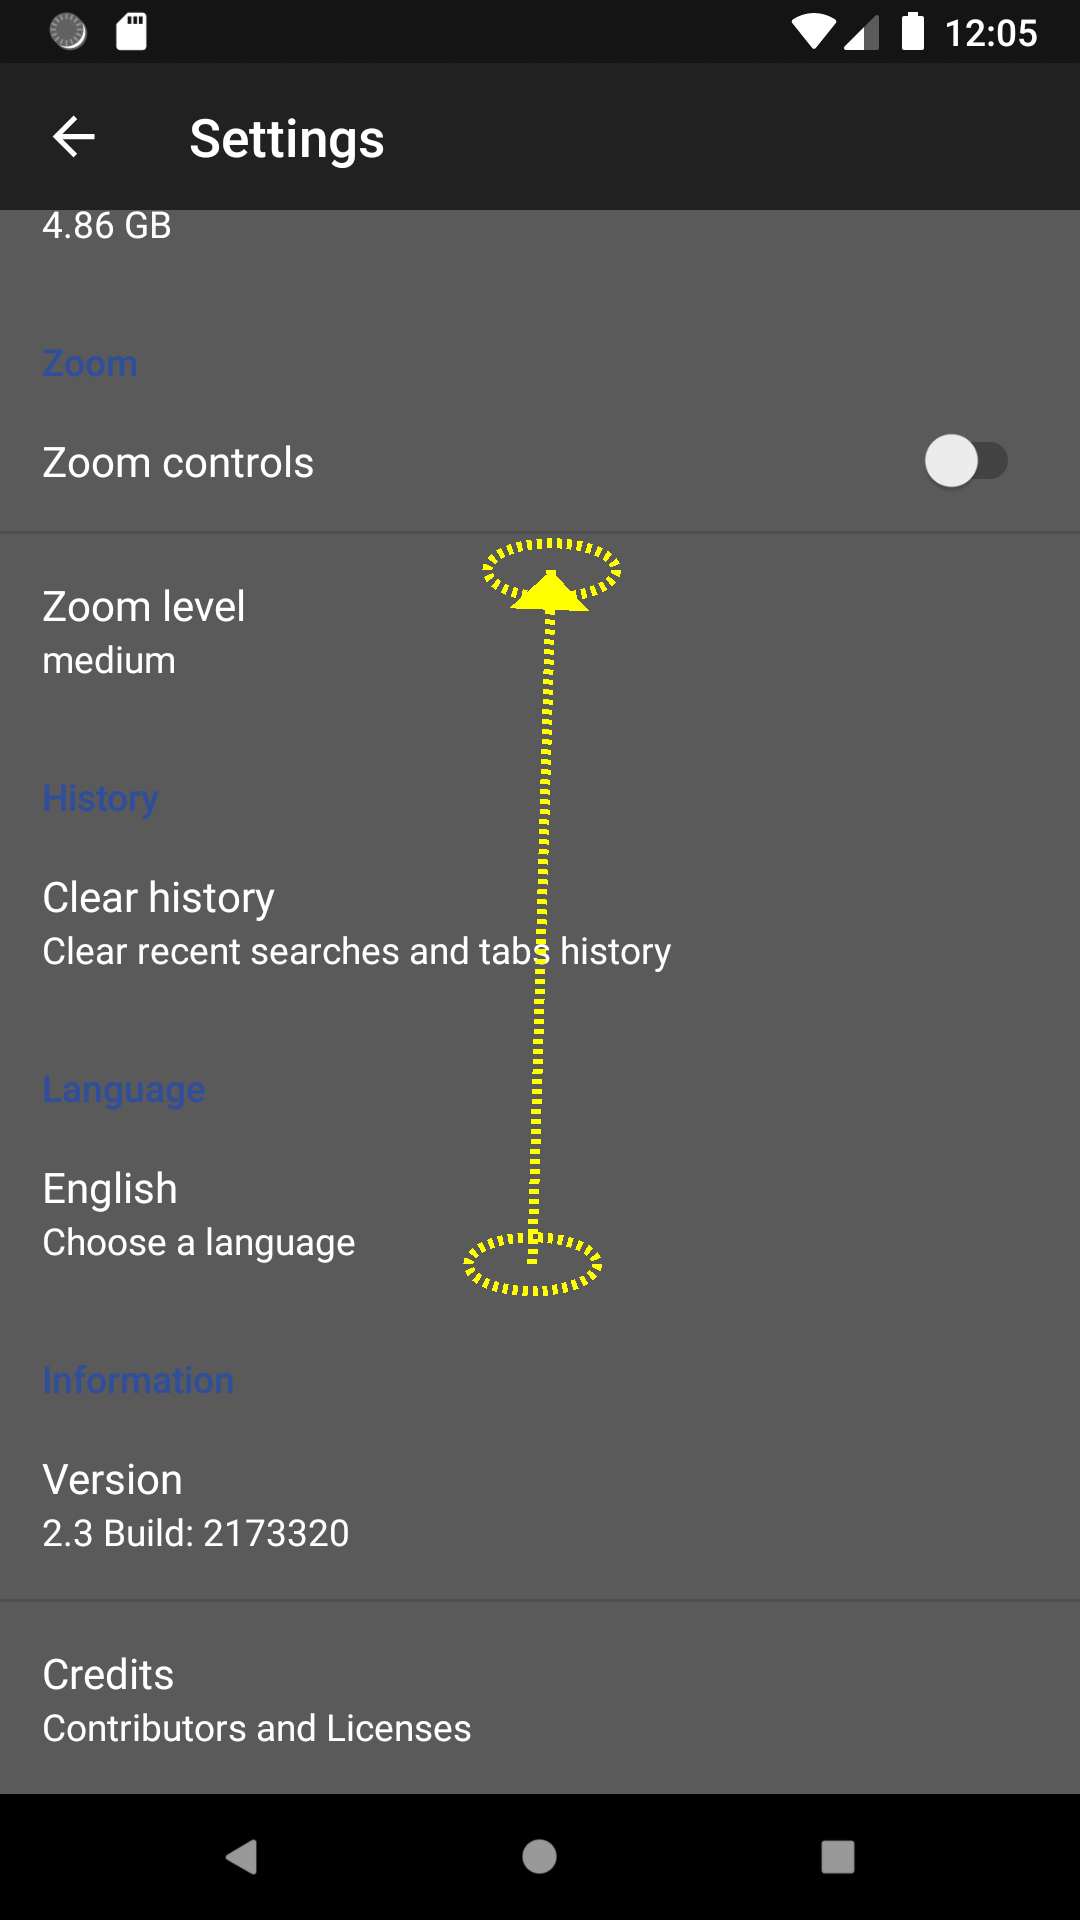 12:05
Settings
4.86 GB
Zoom
Zoom controls
Zoom level
medium
History
Clear history
Clear recent searches and tabs history
Language
English
Choose a language
Information
Version
2.3 Build: 2173320
Credits
Contributors and Licenses